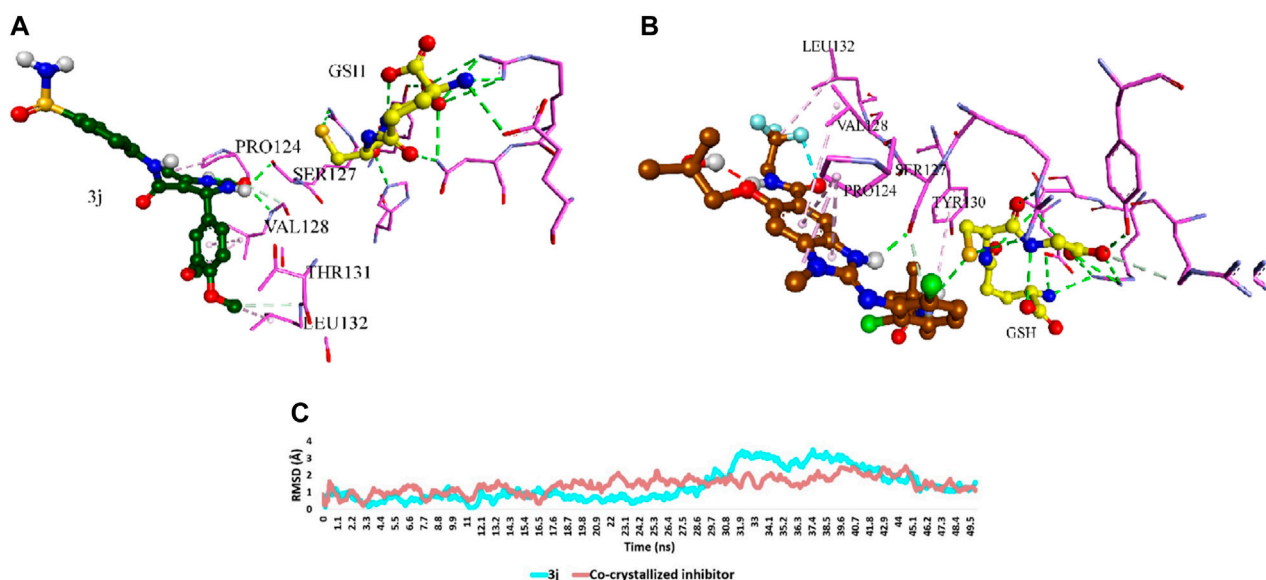 A
GSH
PRO124
SER127
3j
VAL128
THR131
LEU132
B
LEU132
VAL128
SER127
PRO124
TYR130
GSH
C
RMSD (Å)
4
3
2
1
0
0 1.1 2.2 3.3 4.4 5.5 6.6 7.7 8.8 9.9 11 12.1 13.2 14.3 15.4 16.5 17.6 18.7 19.8 20.9 22 23.1 24.2 25.3 26.4 27.5 28.6 29.7 30.8 31.9 33 34.1 35.2 36.3 37.4 38.5 39.6 40.7 41.8 42.9 44 45.1 46.2 47.3 48.4 49.5
Time (ns)
3j Co-crystallized inhibitor